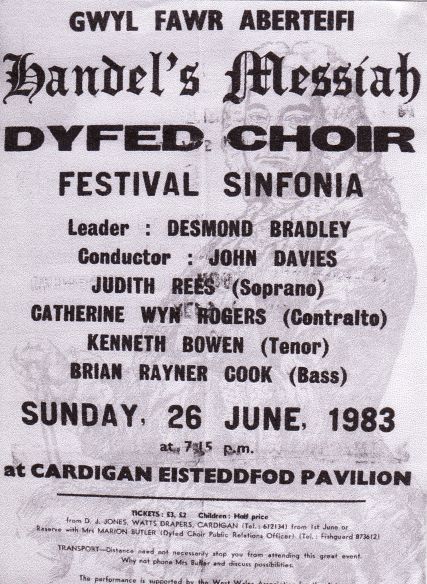 GWYL FAWR ABERTEIFI
Handel's Messiah
DYFED CHOIR
FESTIVAL SINFONIA
Leader : DESMOND BRADLEY
Conductor : JOHN DAVIES
JUDITH REES (Soprano)
CATHERINE WYN ROGERS (Contralto)
KENNETH BOWEN (Tenor)
BRIAN RAYNER COOK (Bass)
SUNDAY, 26 JUNE, 1983
at 7.15 p.m.
at CARDIGAN EISTEDDFOD PAVILION
TICKETS : £3, £2 Children : Half price
from D. J. JONES, WATTS DRAPERS, CARDIGAN (Tel. : 612134) from 1st June or
Reserve with Mrs MARION BUTLER (Dyfed Choir Public Relations Officer) (Tel. : Fishguard 873612)
TRANSPORT—Distance need not necessarily stop you from attending this great event.
Why not phone Mrs Butler and discuss possibilities.
The performance is supported by the West Wales Association for the